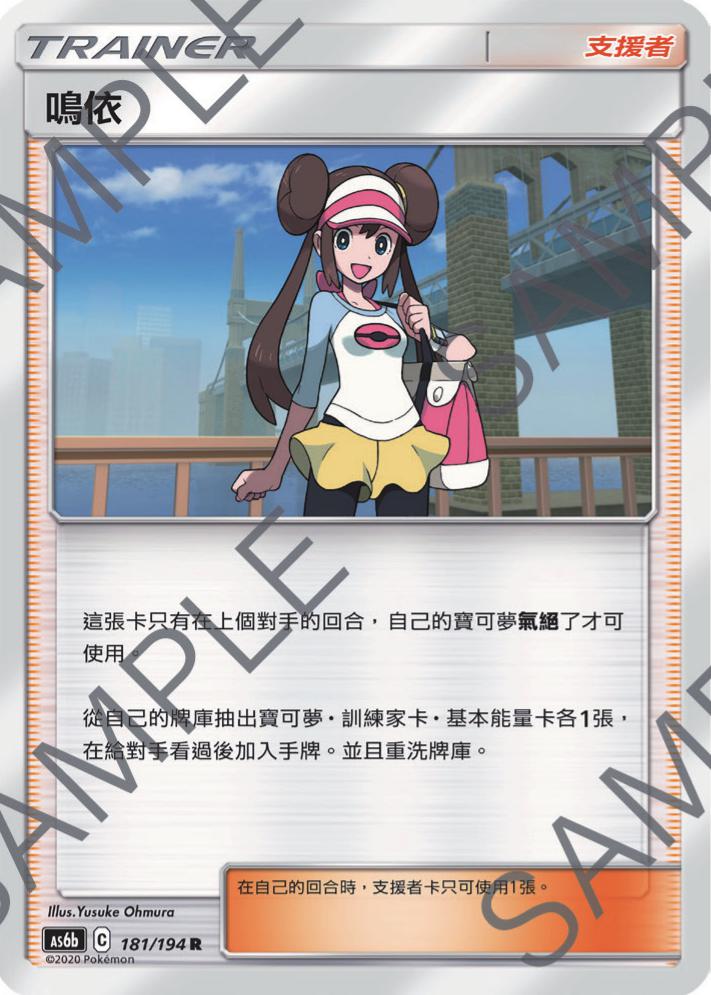 TRAINER
支援者
鳴依
這張卡只有在上個對手的回合，自己的寶可夢氣絕了才可
使用。
從自己的牌庫抽出寶可夢・訓練家卡・基本能量卡各1張，
在給對手看過後加入手牌。並且重洗牌庫。
在自己的回合時，支援者卡只可使用1張。
Illus.Yusuke Ohmura
AS6b C 181/194 R
©2020 Pokémon
SAMPLE
SAMPLE
SAMPLE
SAMPLE
SAMPLE
SAMPLE